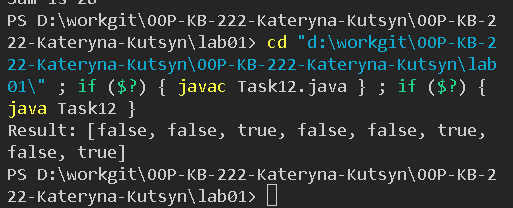 Sum is 28
PS D:\workgit\OOP-KB-222-Kateryna-Kutsyn\OOP-KB-2
22-Kateryna-Kutsyn\lab01> cd "d:\workgit\OOP-KB-2
22-Kateryna-Kutsyn\OOP-KB-222-Kateryna-Kutsyn\lab
01\" ; if ($?) { javac Task12.java } ; if ($?) {
java Task12 }
Result: [false, false, true, false, false, true,
false, true]
PS D:\workgit\OOP-KB-222-Kateryna-Kutsyn\OOP-KB-2
22-Kateryna-Kutsyn\lab01>